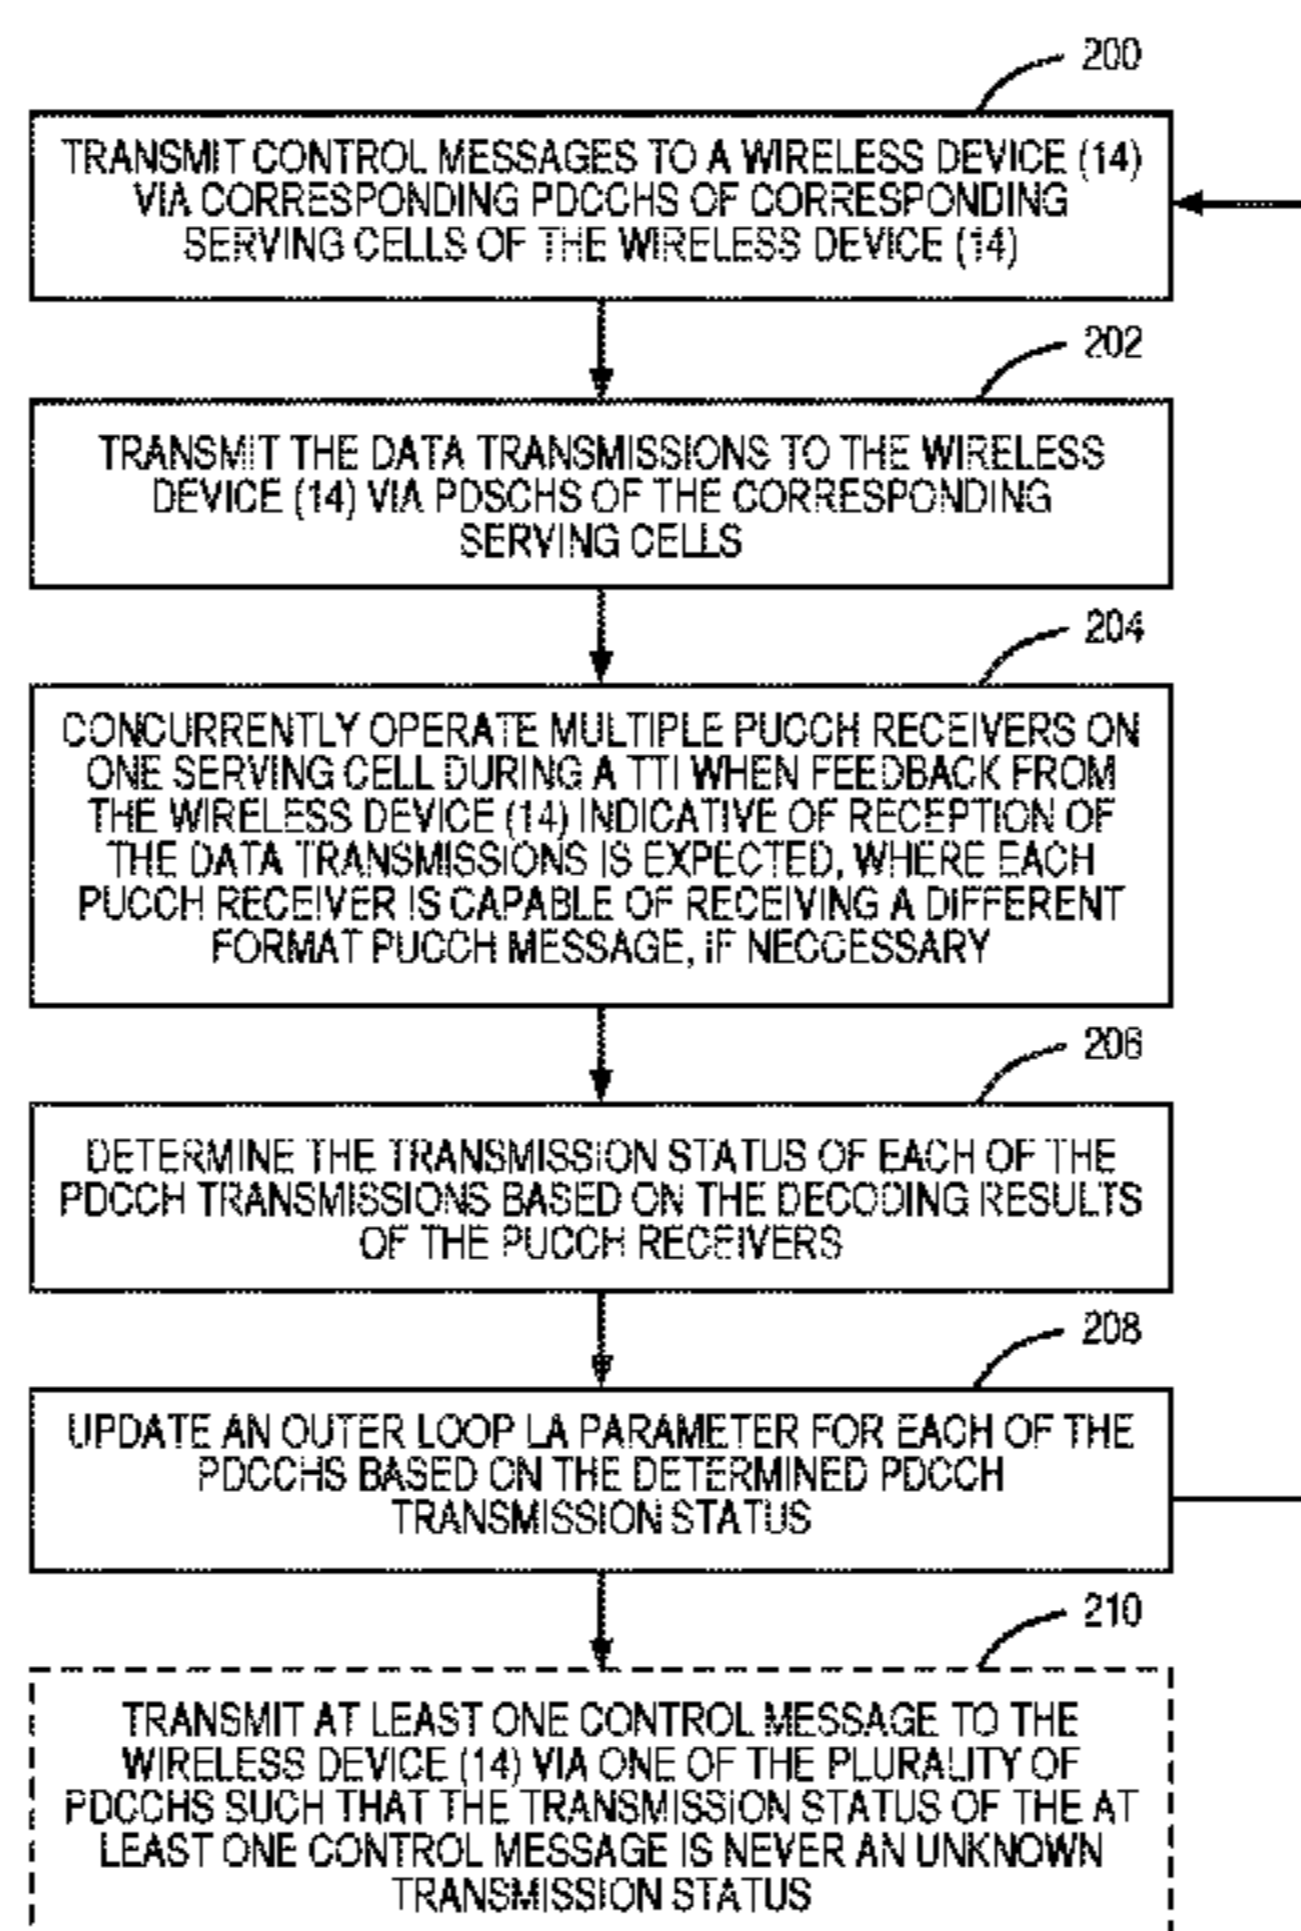 200
TRANSMIT CONTROL MESSAGES TO A WIRELESS DEVICE (14)
VIA CORRESPONDING PDCCHS OF CORRESPONDING
SERVING CELLS OF THE WIRELESS DEVICE (14)
202
TRANSMIT THE DATA TRANSMISSIONS TO THE WIRELESS
DEVICE (14) VIA PDSCHS OF THE CORRESPONDING
SERVING CELLS
204
CONCURRENTLY OPERATE MULTIPLE PUCCH RECEIVERS ON
ONE SERVING CELL DURING A TTI WHEN FEEDBACK FROM
THE WIRELESS DEVICE (14) INDICATIVE OF RECEPTION OF
THE DATA TRANSMISSIONS IS EXPECTED, WHERE EACH
PUCCH RECEIVER IS CAPABLE OF RECEIVING A DIFFERENT
FORMAT PUCCH MESSAGE, IF NECCESSARY
206
DETERMINE THE TRANSMISSION STATUS OF EACH OF THE
PDCCH TRANSMISSIONS BASED ON THE DECODING RESULTS
OF THE PUCCH RECEIVERS
208
UPDATE AN OUTER LOOP LA PARAMETER FOR EACH OF THE
PDCCHS BASED ON THE DETERMINED PDCCH
TRANSMISSION STATUS
210
TRANSMIT AT LEAST ONE CONTROL MESSAGE TO THE
WIRELESS DEVICE (14) VIA ONE OF THE PLURALITY OF
PDCCHS SUCH THAT THE TRANSMISSION STATUS OF THE AT
LEAST ONE CONTROL MESSAGE IS NEVER AN UNKNOWN
TRANSMISSION STATUS